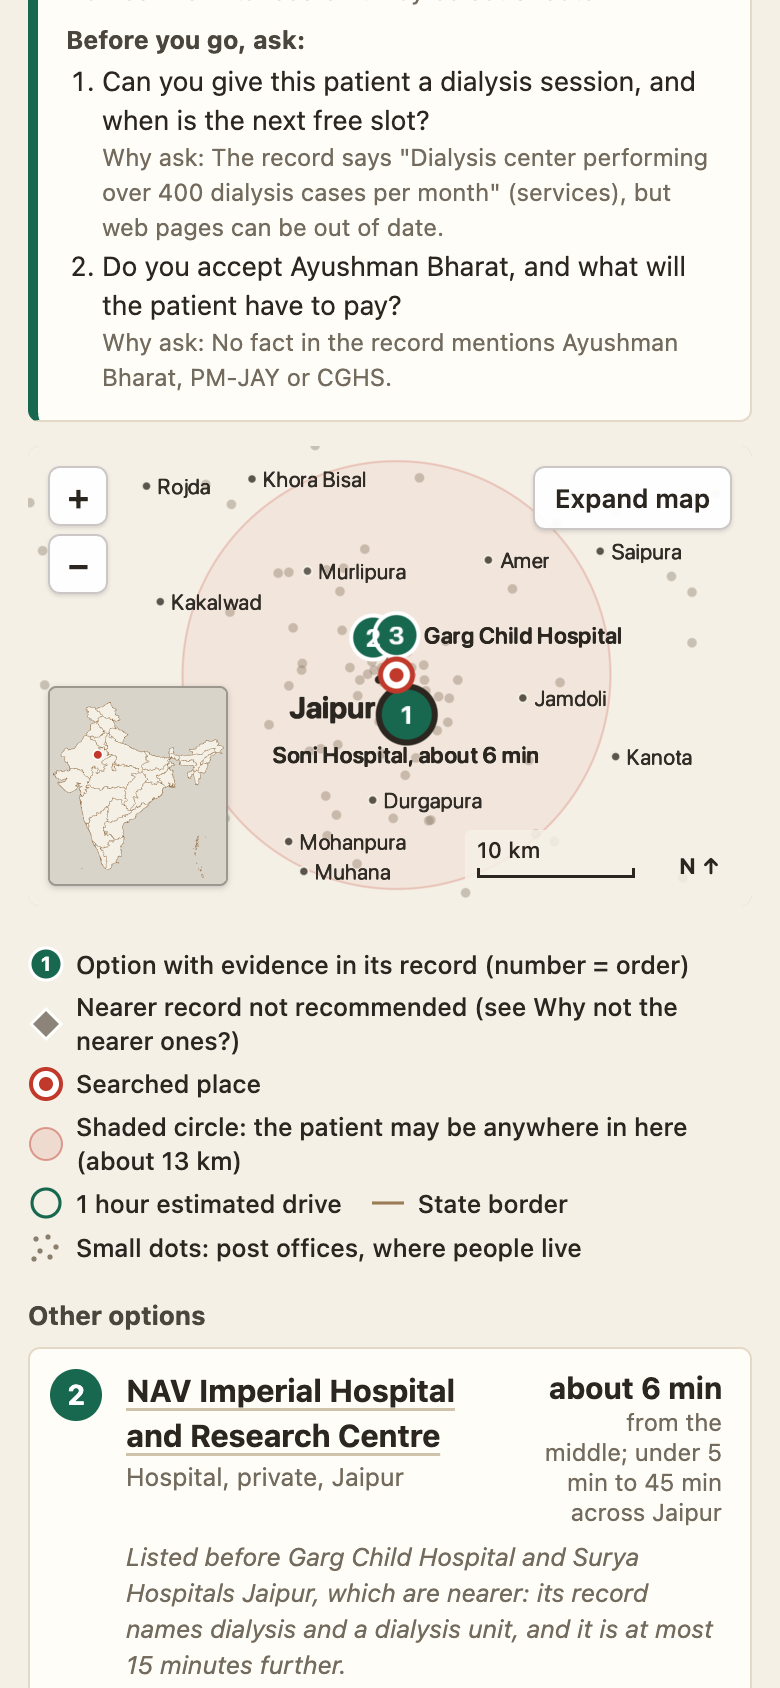 Before you go, ask:
1. Can you give this patient a dialysis session, and
when is the next free slot?
Why ask: The record says "Dialysis center performing
over 400 dialysis cases per month" (services), but
web pages can be out of date.
2. Do you accept Ayushman Bharat, and what will
the patient have to pay?
Why ask: No fact in the record mentions Ayushman
Bharat, PM-JAY or CGHS.
+
−
Rojda
Khora Bisal
Expand map
Saipura
Amer
Murlipura
Kakalwad
2
3
Garg Child Hospital
Jamdoli
Jaipur
1
Soni Hospital, about 6 min
Kanota
Durgapura
Mohanpura
Muhana
10 km
N ↑
1 Option with evidence in its record (number = order)
Nearer record not recommended (see Why not the
nearer ones?)
Searched place
Shaded circle: the patient may be anywhere in here
(about 13 km)
1 hour estimated drive
State border
Small dots: post offices, where people live
Other options
2
NAV Imperial Hospital
and Research Centre
Hospital, private, Jaipur
about 6 min
from the
middle; under 5
min to 45 min
across Jaipur
Listed before Garg Child Hospital and Surya
Hospitals Jaipur, which are nearer: its record
names dialysis and a dialysis unit, and it is at most
15 minutes further.